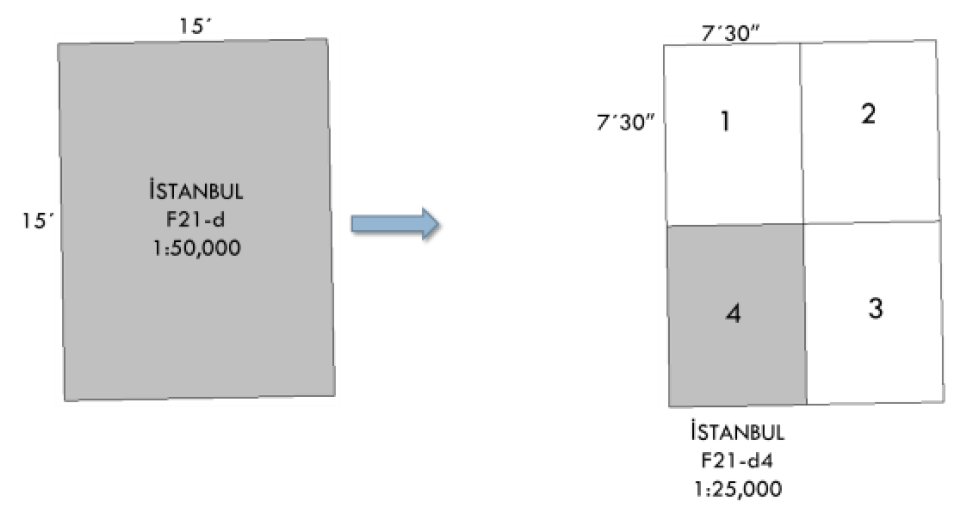 15´
15´
İSTANBUL
F21-d
1:50,000
7´30”
7´30”
1
2
4
3
İSTANBUL
F21-d4
1:25,000